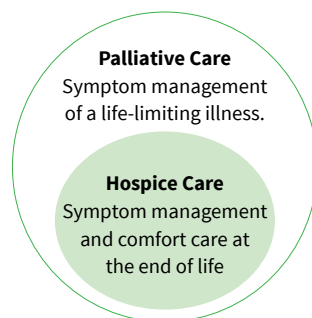 Palliative Care
Symptom management
of a life-limiting illness.
Hospice Care
Symptom management
and comfort care at
the end of life